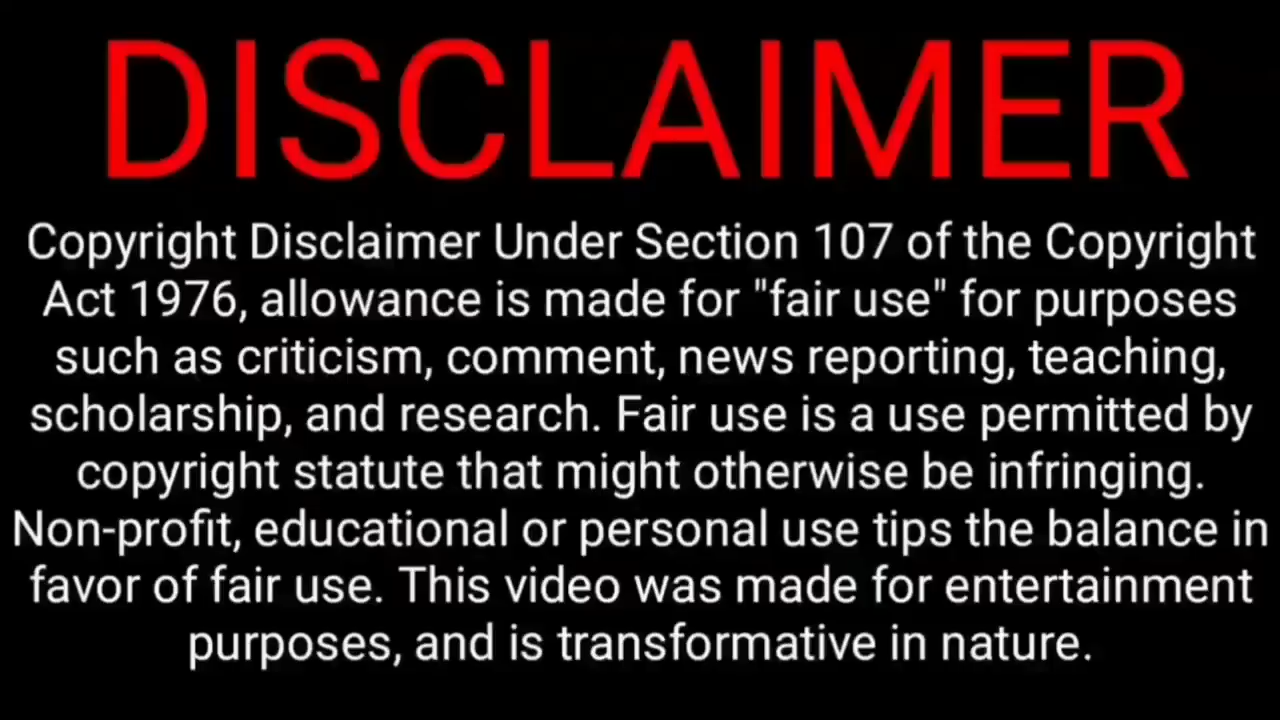 DISCLAIMER
Copyright Disclaimer Under Section 107 of the Copyright
Act 1976, allowance is made for "fair use" for purposes
such as criticism, comment, news reporting, teaching,
scholarship, and research. Fair use is a use permitted by
copyright statute that might otherwise be infringing.
Non-profit, educational or personal use tips the balance in
favor of fair use. This video was made for entertainment
purposes, and is transformative in nature.